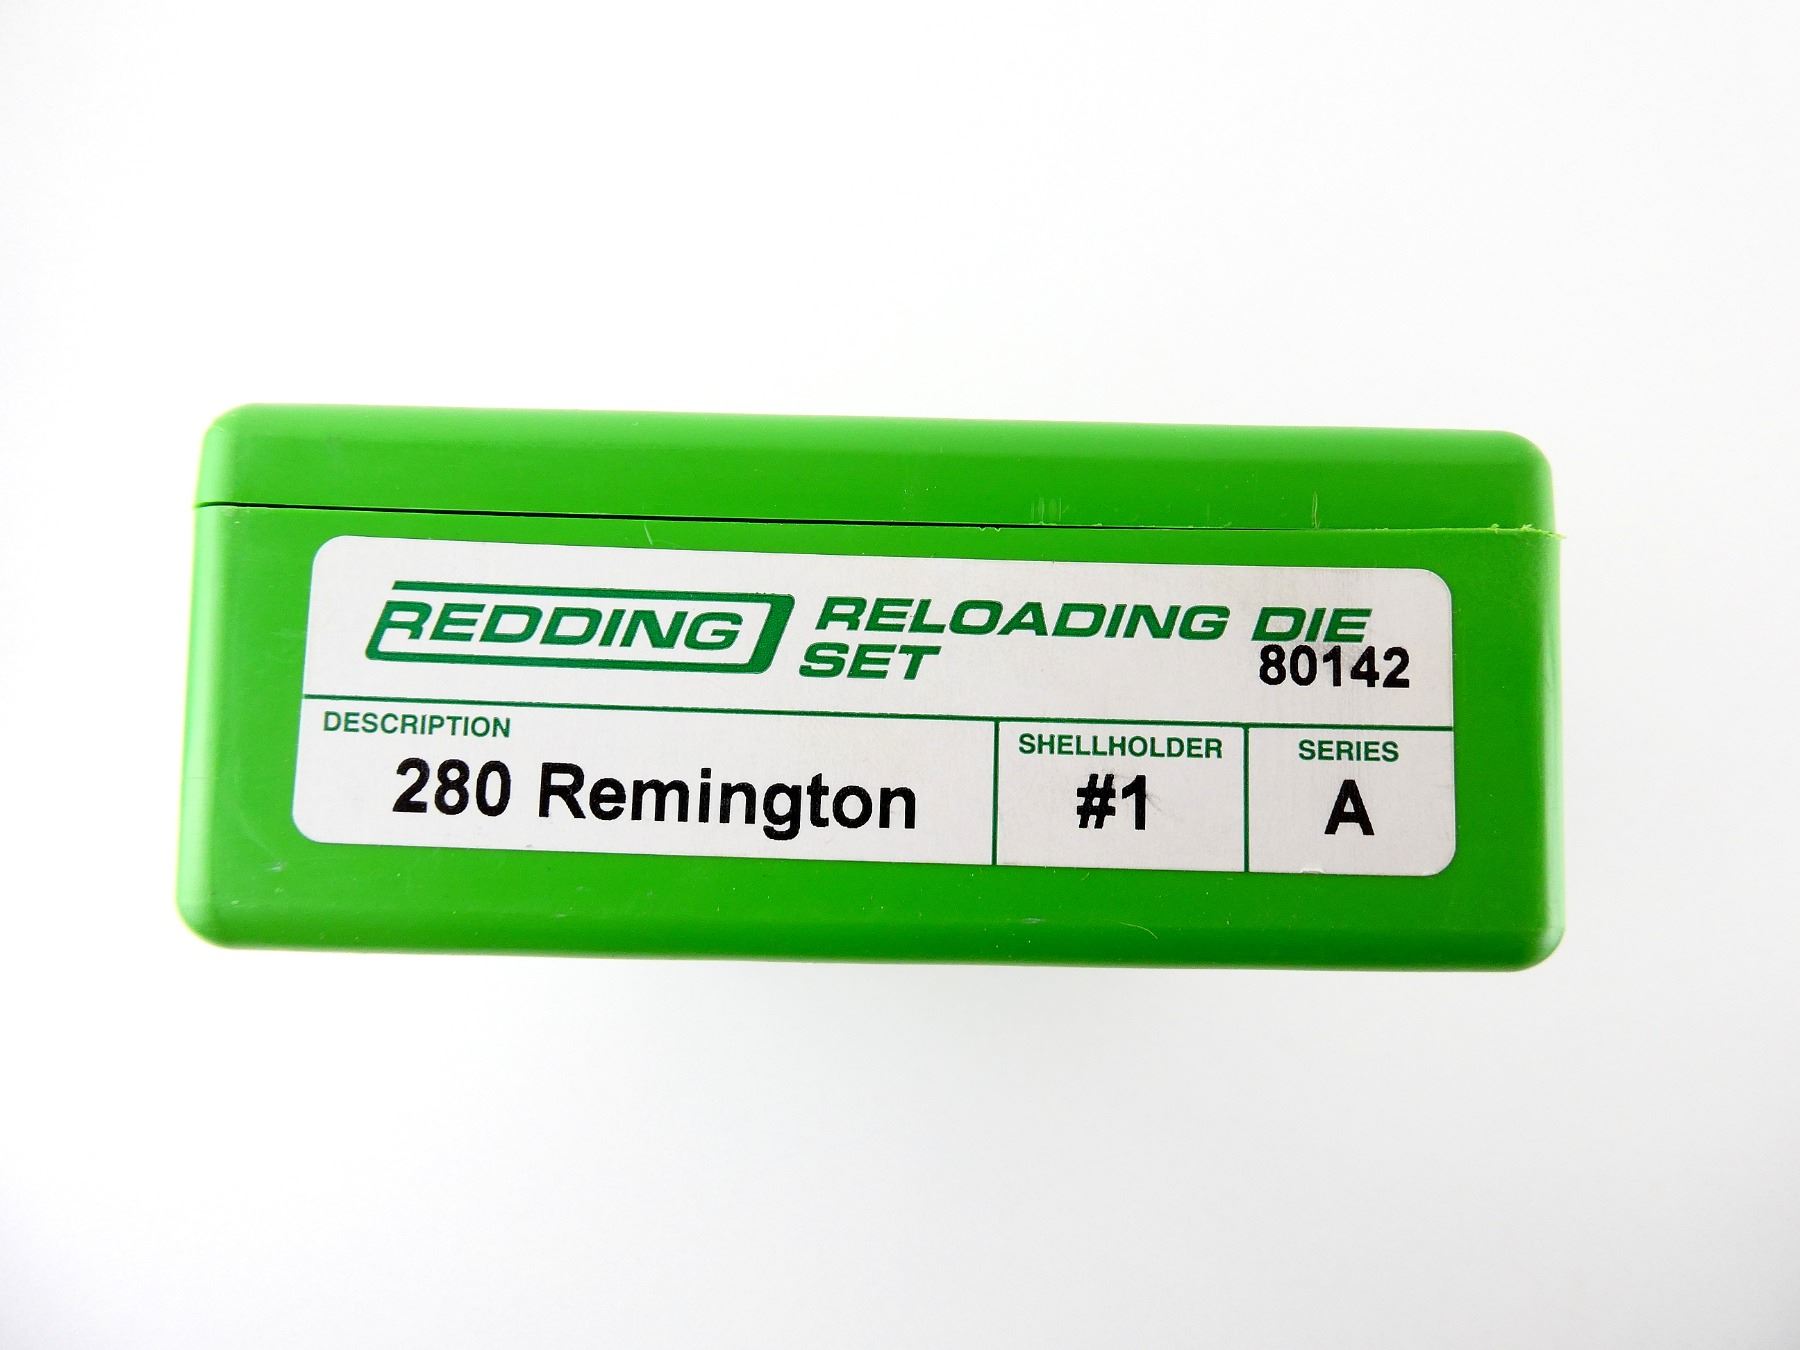 REDDING RELOADING DIE
SET 80142
DESCRIPTION SHELLHOLDER SERIES
280 Remington #1 A